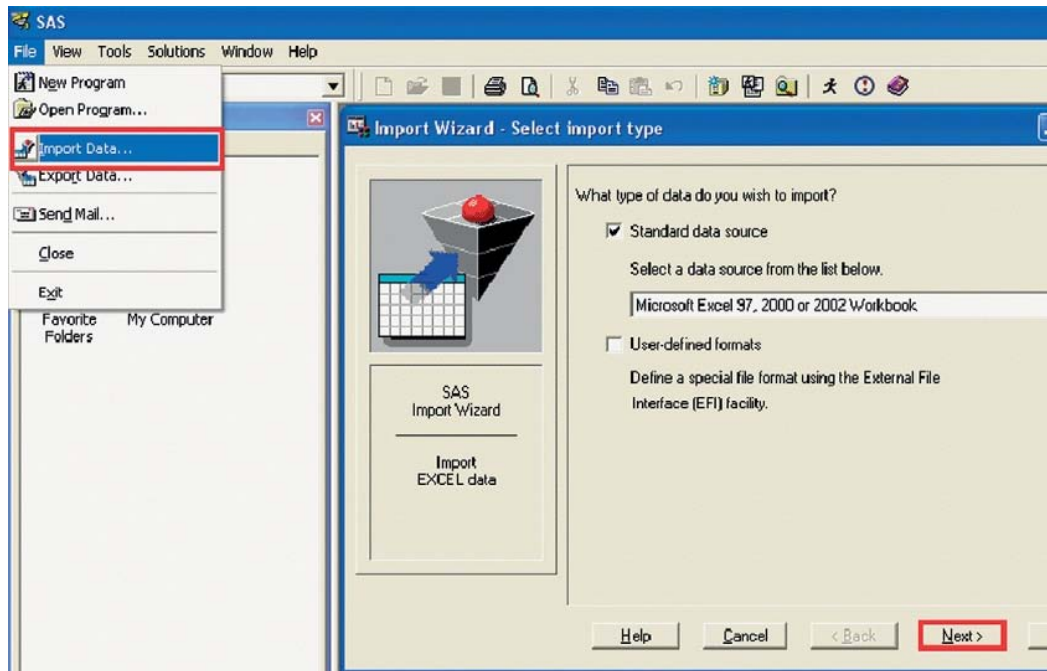 SAS
File View Tools Solutions Window Help
New Program
Open Program...
Import Data...
Export Data...
Send Mail...
Close
Exit
Favorite Folders
My Computer
Import Wizard - Select import type
What type of data do you wish to import?
Standard data source
Select a data source from the list below.
Microsoft Excel 97, 2000 or 2002 Workbook
User-defined formats
Define a special file format using the External File
Interface (EFI) facility.
SAS
Import Wizard
Import
EXCEL data
Help Cancel < Back Next >